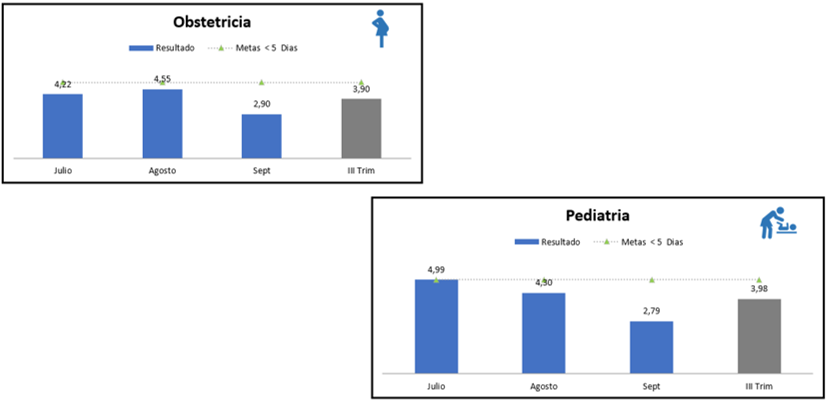 Obstetricia
Resultado Metas < 5 Dias
4,22 4,55 2,90 3,90
Julio Agosto Sept III Trim
Pediatria
Resultado Metas < 5 Dias
4,99 4,30 2,79 3,98
Julio Agosto Sept III Trim